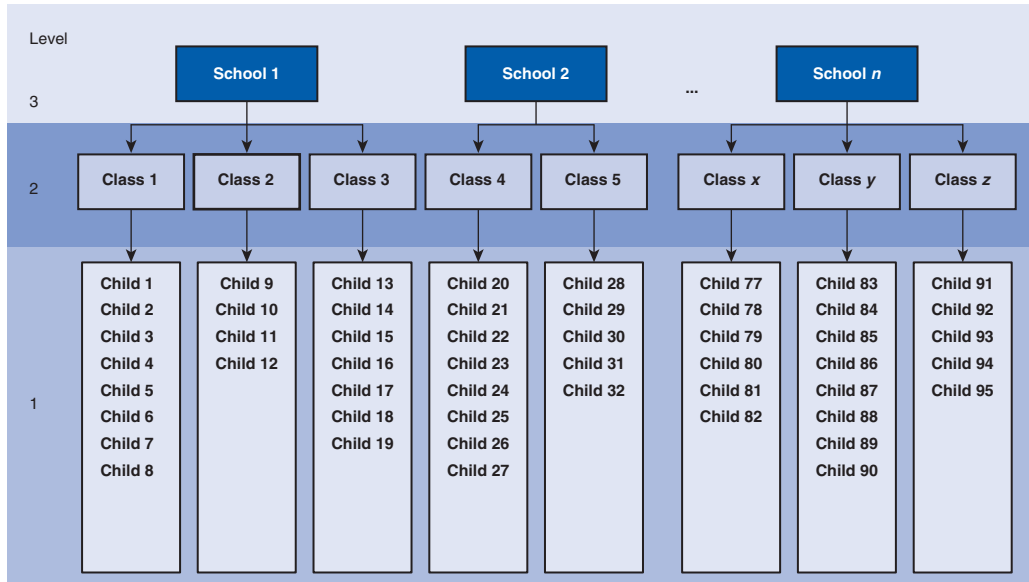 Level
School 1
School 2
...
School n
3
2
Class 1
Class 2
Class 3
Class 4
Class 5
Class x
Class y
Class z
1
Child 1
Child 2
Child 3
Child 4
Child 5
Child 6
Child 7
Child 8
Child 9
Child 10
Child 11
Child 12
Child 13
Child 14
Child 15
Child 16
Child 17
Child 18
Child 19
Child 20
Child 21
Child 22
Child 23
Child 24
Child 25
Child 26
Child 27
Child 28
Child 29
Child 30
Child 31
Child 32
Child 77
Child 78
Child 79
Child 80
Child 81
Child 82
Child 83
Child 84
Child 85
Child 86
Child 87
Child 88
Child 89
Child 90
Child 91
Child 92
Child 93
Child 94
Child 95